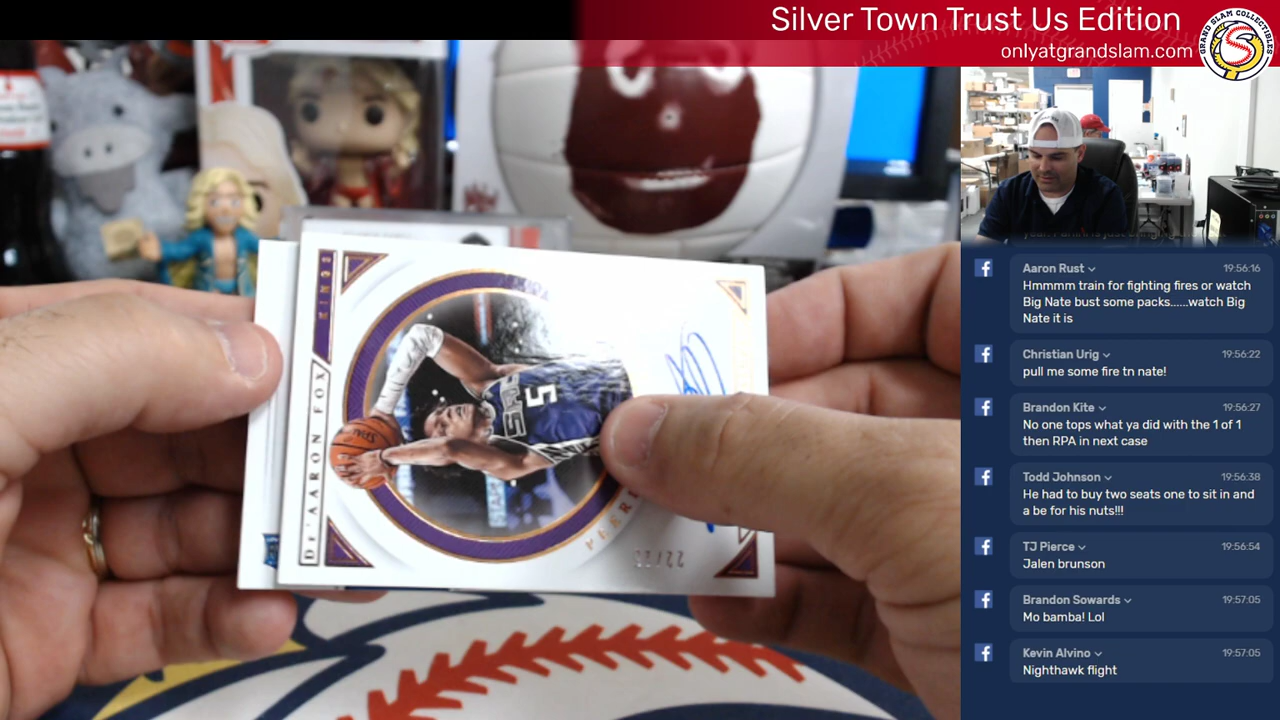 Silver Town Trust Us Edition
onlyatgrandslam.com
GRAND SLAM COLLECTIBLES
Aaron Rust
19:56:16
Hmmmm train for fighting fires or watch
Big Nate bust some packs......watch Big
Nate it is
Christian Urig
19:56:22
pull me some fire tn nate!
Brandon Kite
19:56:27
No one tops what ya did with the 1 of 1
then RPA in next case
Todd Johnson
19:56:38
He had to buy two seats one to sit in and
a be for his nuts!!!
TJ Pierce
19:56:54
Jalen brunson
Brandon Sowards
19:57:05
Mo bamba! Lol
Kevin Alvino
19:57:05
Nighthawk flight
KINGS
DE'AARON FOX
5